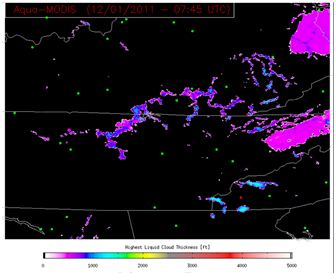 Aqua-MODIS (12/01/2011 - 07:45 UTC)
Highest Liquid Cloud Thickness [ft]
0 1000 2000 3000 4000 5000